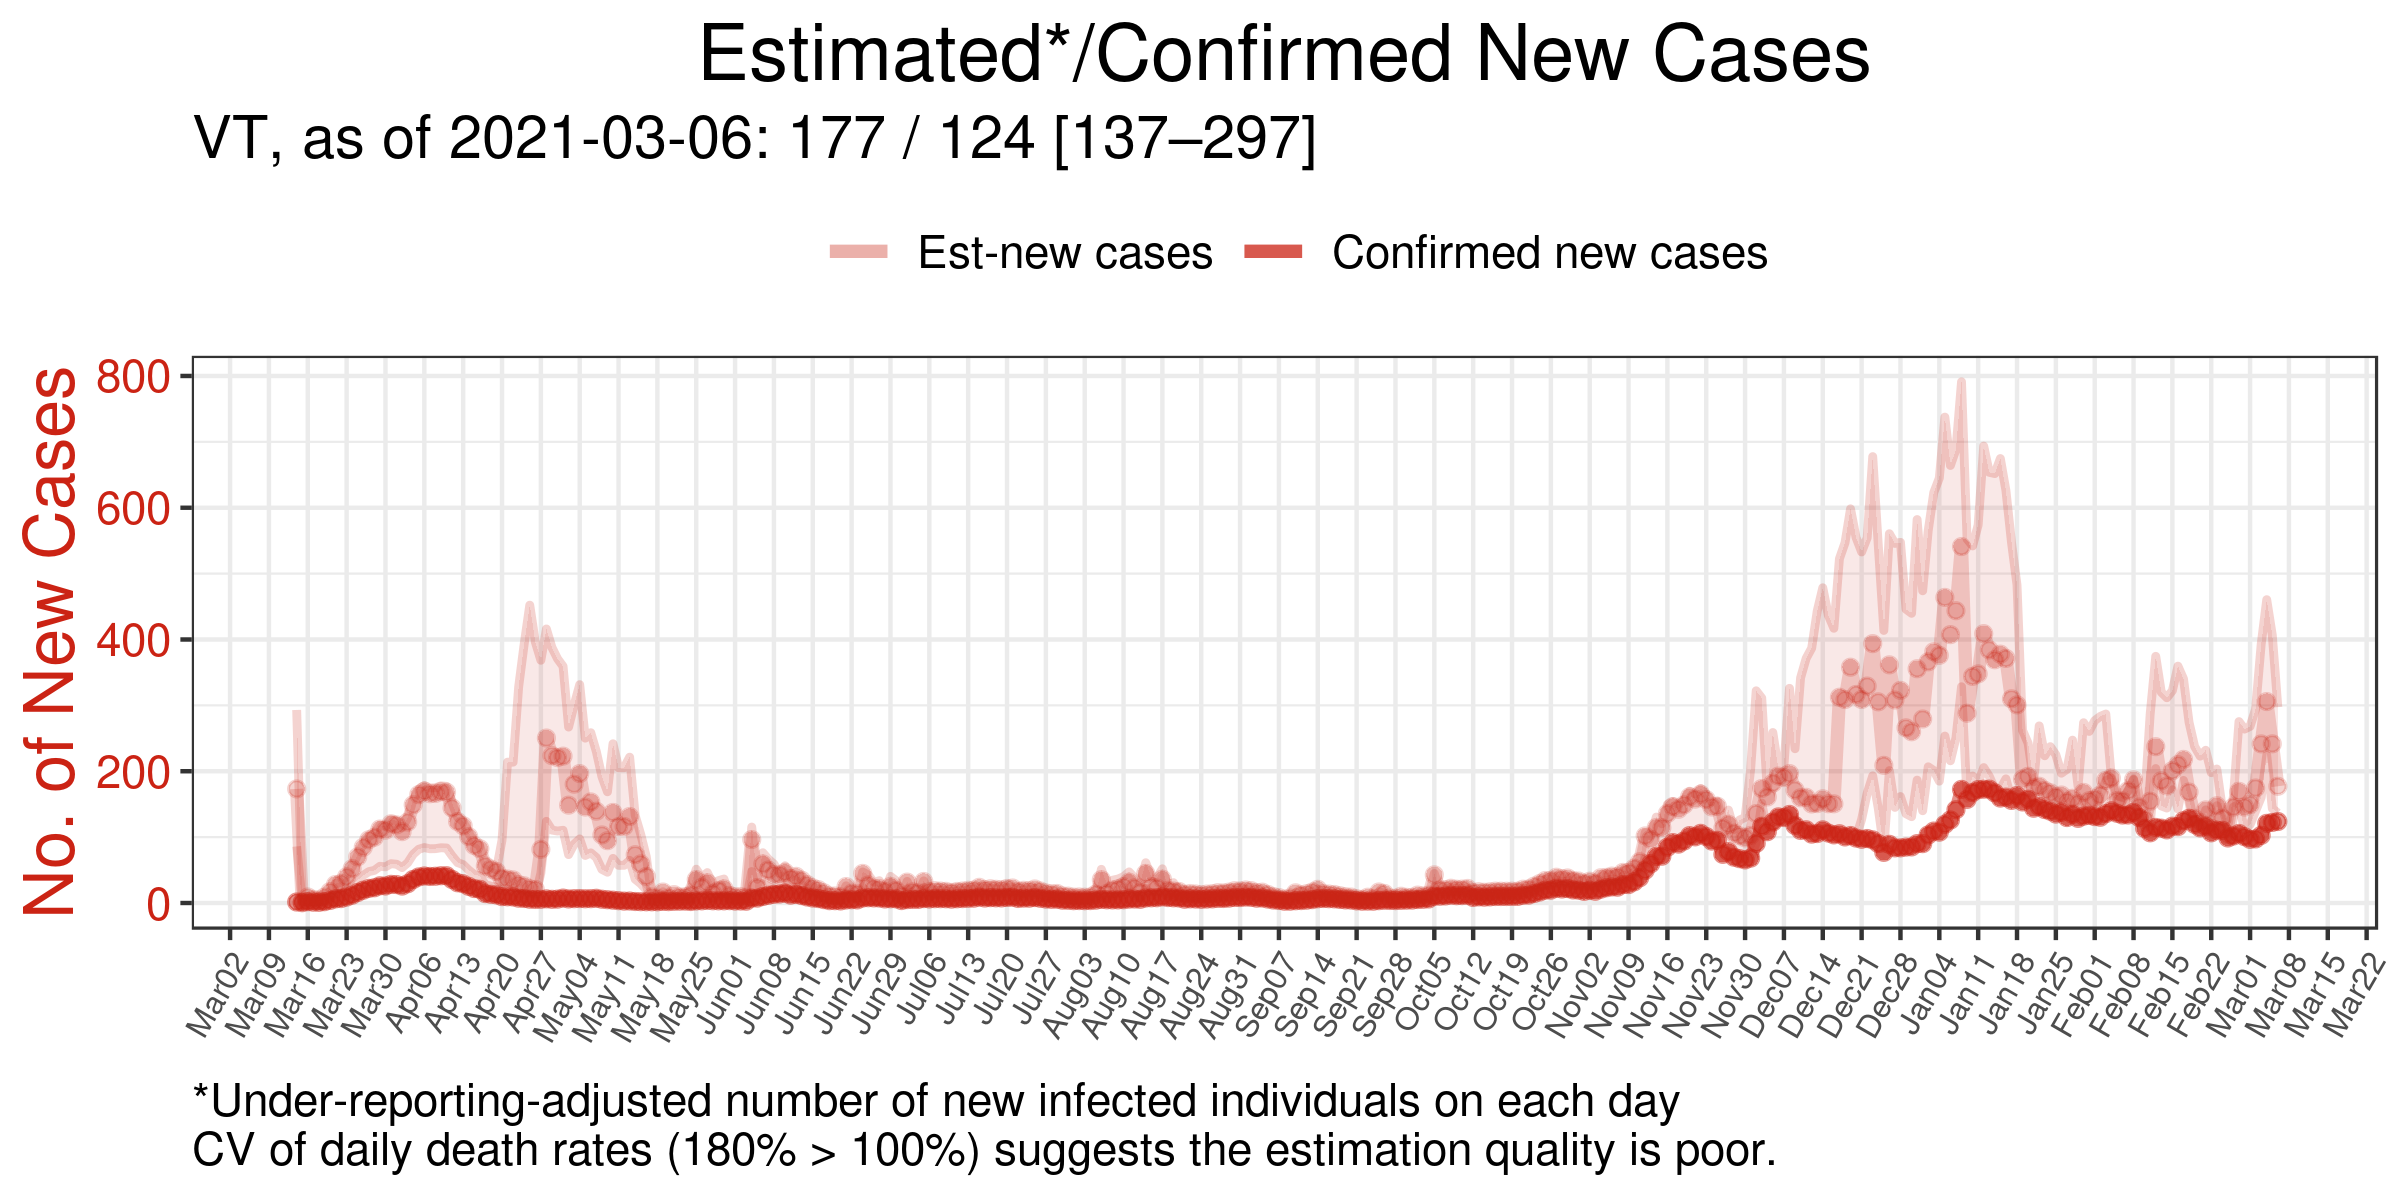 Estimated*/Confirmed New Cases
VT, as of 2021-03-06: 177 / 124 [137–297]
Est-new cases
Confirmed new cases
No. of New Cases
800
600
400
200
0
Mar02
Mar09
Mar16
Mar23
Mar30
Apr06
Apr13
Apr20
Apr27
May04
May11
May18
May25
Jun01
Jun08
Jun15
Jun22
Jun29
Jul06
Jul13
Jul20
Jul27
Aug03
Aug10
Aug17
Aug24
Aug31
Sep07
Sep14
Sep21
Sep28
Oct05
Oct12
Oct19
Oct26
Nov02
Nov09
Nov16
Nov23
Nov30
Dec07
Dec14
Dec21
Dec28
Jan04
Jan11
Jan18
Jan25
Feb01
Feb08
Feb15
Feb22
Mar01
Mar08
Mar15
Mar22
*Under-reporting-adjusted number of new infected individuals on each day
CV of daily death rates (180% > 100%) suggests the estimation quality is poor.